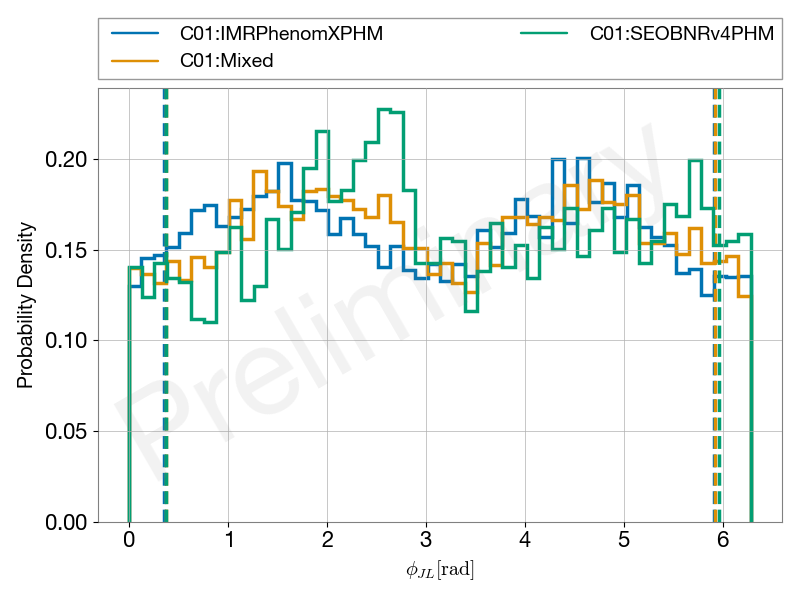 C01:IMRPhenomXPHM
C01:Mixed
C01:SEOBNRv4PHM
Preliminary
Probability Density
0.20
0.15
0.10
0.05
0.00
0 1 2 3 4 5 6
ϕ_JL[rad]